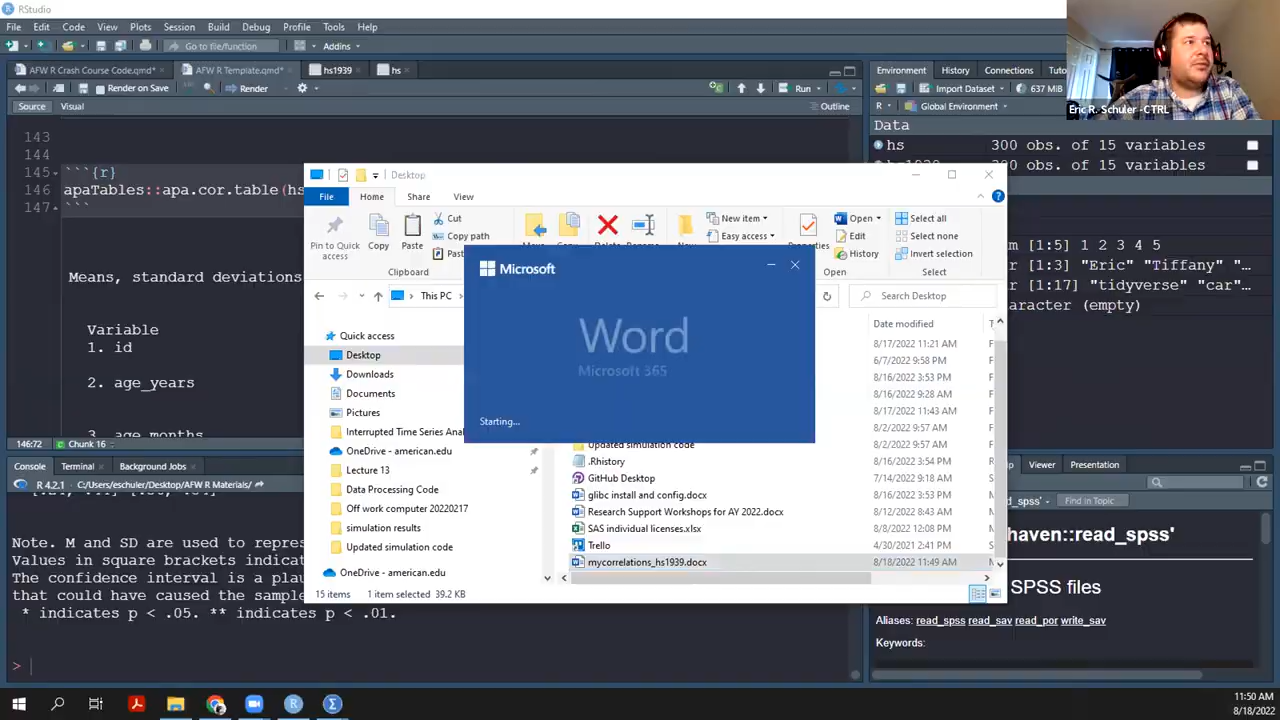 RStudio
File Edit Code View Plots Session Build Debug Profile Tools Help
Go to file/function Addins
AFW R Crash Course Code.qmd* AFW R Template.qmd* hs1939 hs
Render on Save Render Run
Source Visual Outline
143
144
145 ```{r}
146 apaTables::apa.cor.table(hs
147 ```
Means, standard deviations
Variable
1. id
2. age_years
3. age_months
146:72 Chunk 16
Console Terminal Background Jobs
R 4.2.1 · C:/Users/eschuler/Desktop/AFW R Materials/
Note. M and SD are used to repres
Values in square brackets indicat
The confidence interval is a plau
that could have caused the sample
* indicates p < .05. ** indicates p < .01.
>
Environment History Connections Tuto
Import Dataset 637 MiB
R Global Environment
Data
hs 300 obs. of 15 variables
hs1939 300 obs. of 15 variables
m [1:5] 1 2 3 4 5
r [1:3] "Eric" "Tiffany" "…
r [1:17] "tidyverse" "car"…
character (empty)
Eric R. Schuler -CTRL
Desktop
File Home Share View
Pin to Quick access
Copy
Paste
Cut
Copy path
Past
Clipboard
New item
Easy access
Properties
Open
Edit
History
Open
Select all
Select none
Invert selection
Select
This PC
Search Desktop
Quick access
Desktop
Downloads
Documents
Pictures
Interrupted Time Series Anal
OneDrive - american.edu
Lecture 13
Data Processing Code
Off work computer 20220217
simulation results
Updated simulation code
OneDrive - american.edu
Microsoft
Word
Microsoft 365
Starting...
Date modified
8/17/2022 11:21 AM
6/7/2022 9:58 PM
8/16/2022 3:53 PM
8/16/2022 9:28 AM
8/17/2022 11:43 AM
8/2/2022 9:57 AM
Updated simulation code 8/2/2022 9:57 AM
.Rhistory 8/16/2022 3:54 PM
GitHub Desktop 7/14/2022 9:18 AM
glibc install and config.docx 8/16/2022 3:53 PM
Research Support Workshops for AY 2022.docx 8/12/2022 8:43 AM
SAS individual licenses.xlsx 8/8/2022 12:08 PM
Trello 4/30/2021 2:41 PM
mycorrelations_hs1939.docx 8/18/2022 11:49 AM
15 items 1 item selected 39.2 KB
Viewer Presentation
Find in Topic
haven::read_spss'
SPSS files
Aliases: read_spss read_sav read_por write_sav
Keywords:
11:50 AM
8/18/2022